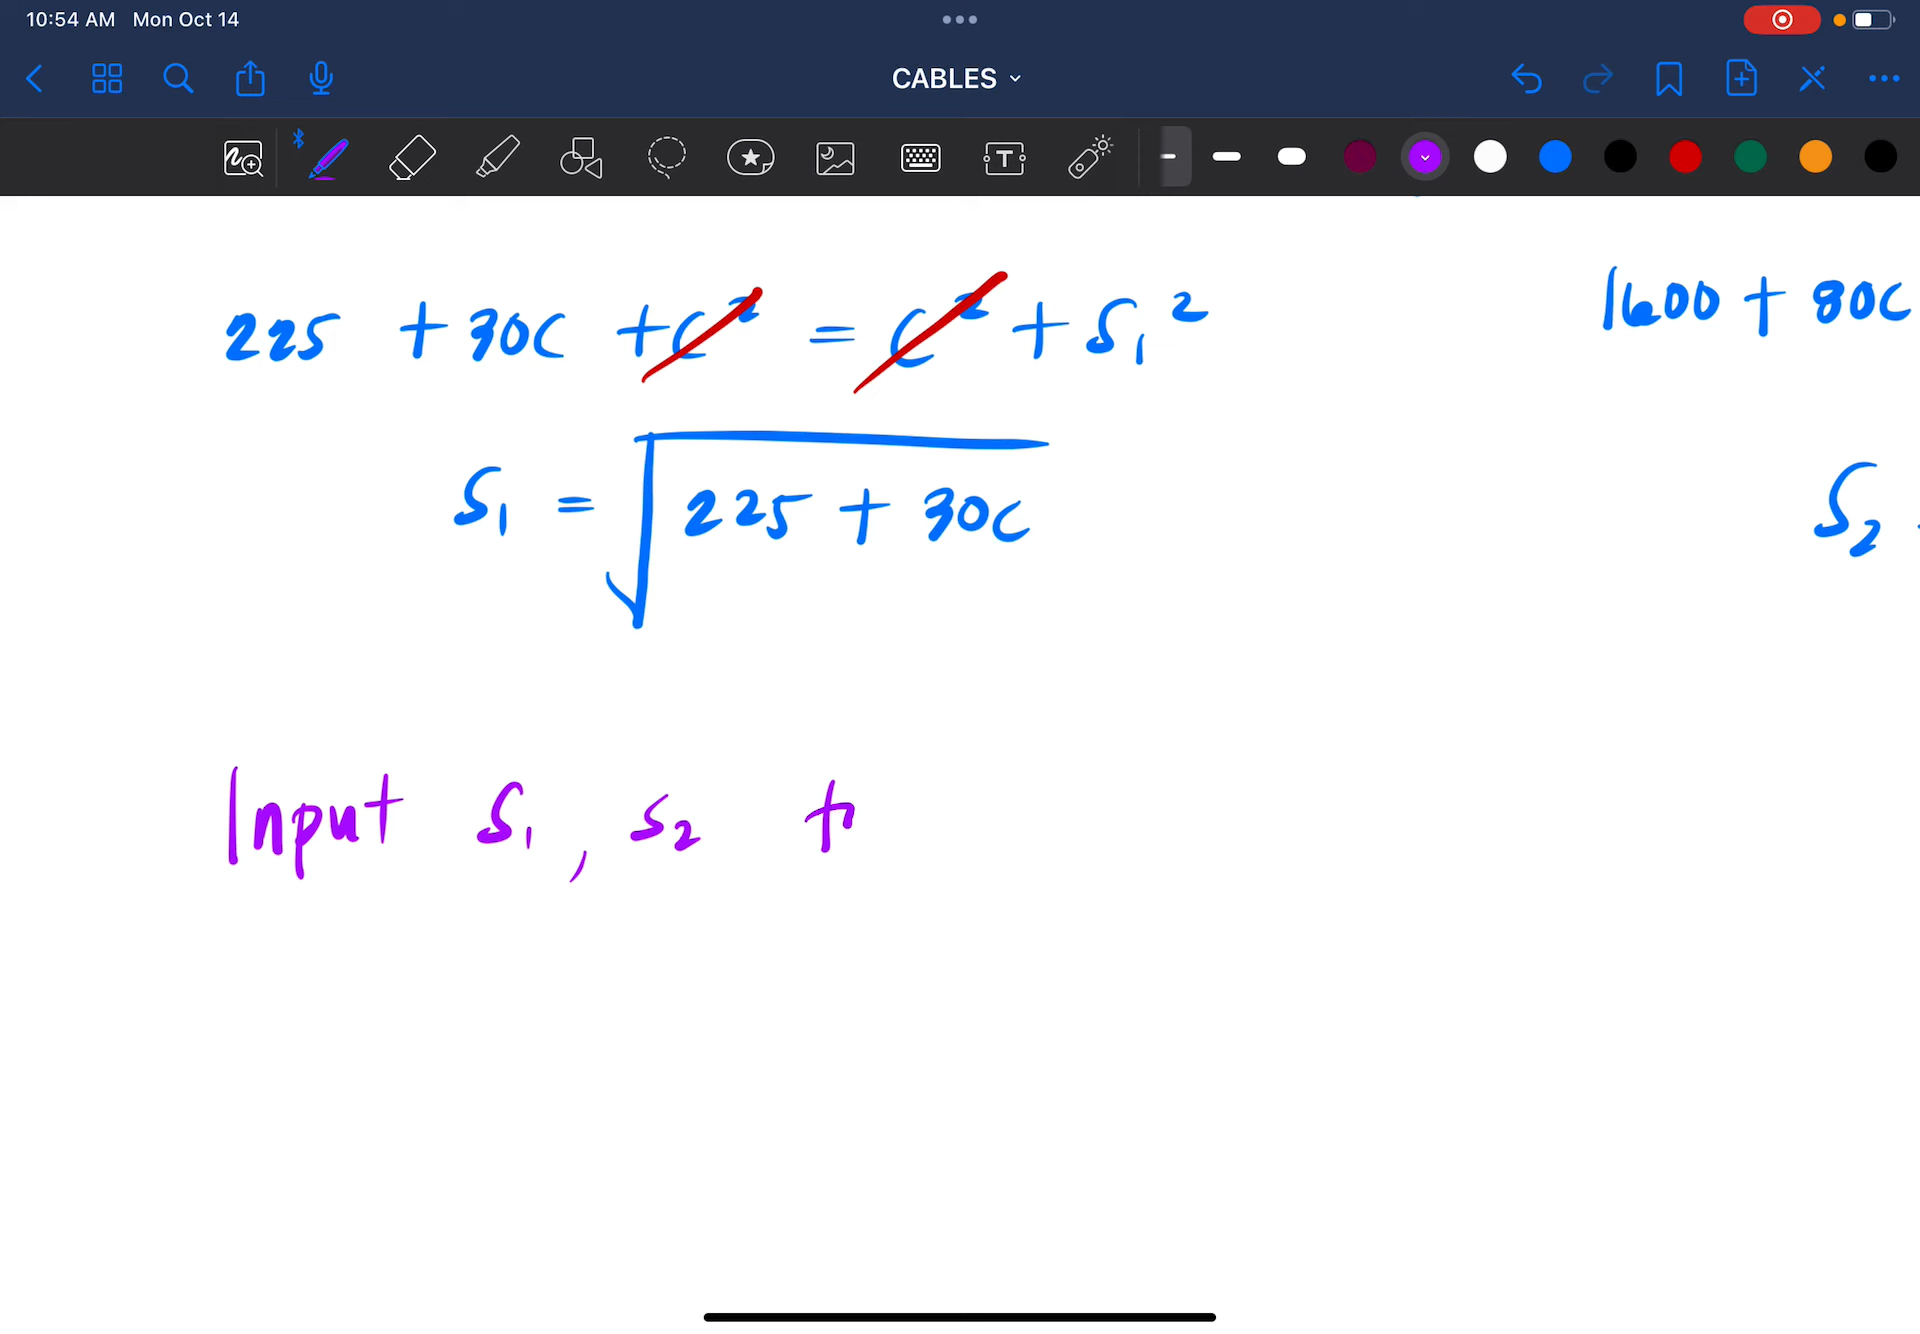 10:54 AM Mon Oct 14
CABLES
T
225 + 30C + C² = C² + S₁²
1600 + 80C
S₁ = √225 + 30C
S₂
Input S₁, S₂